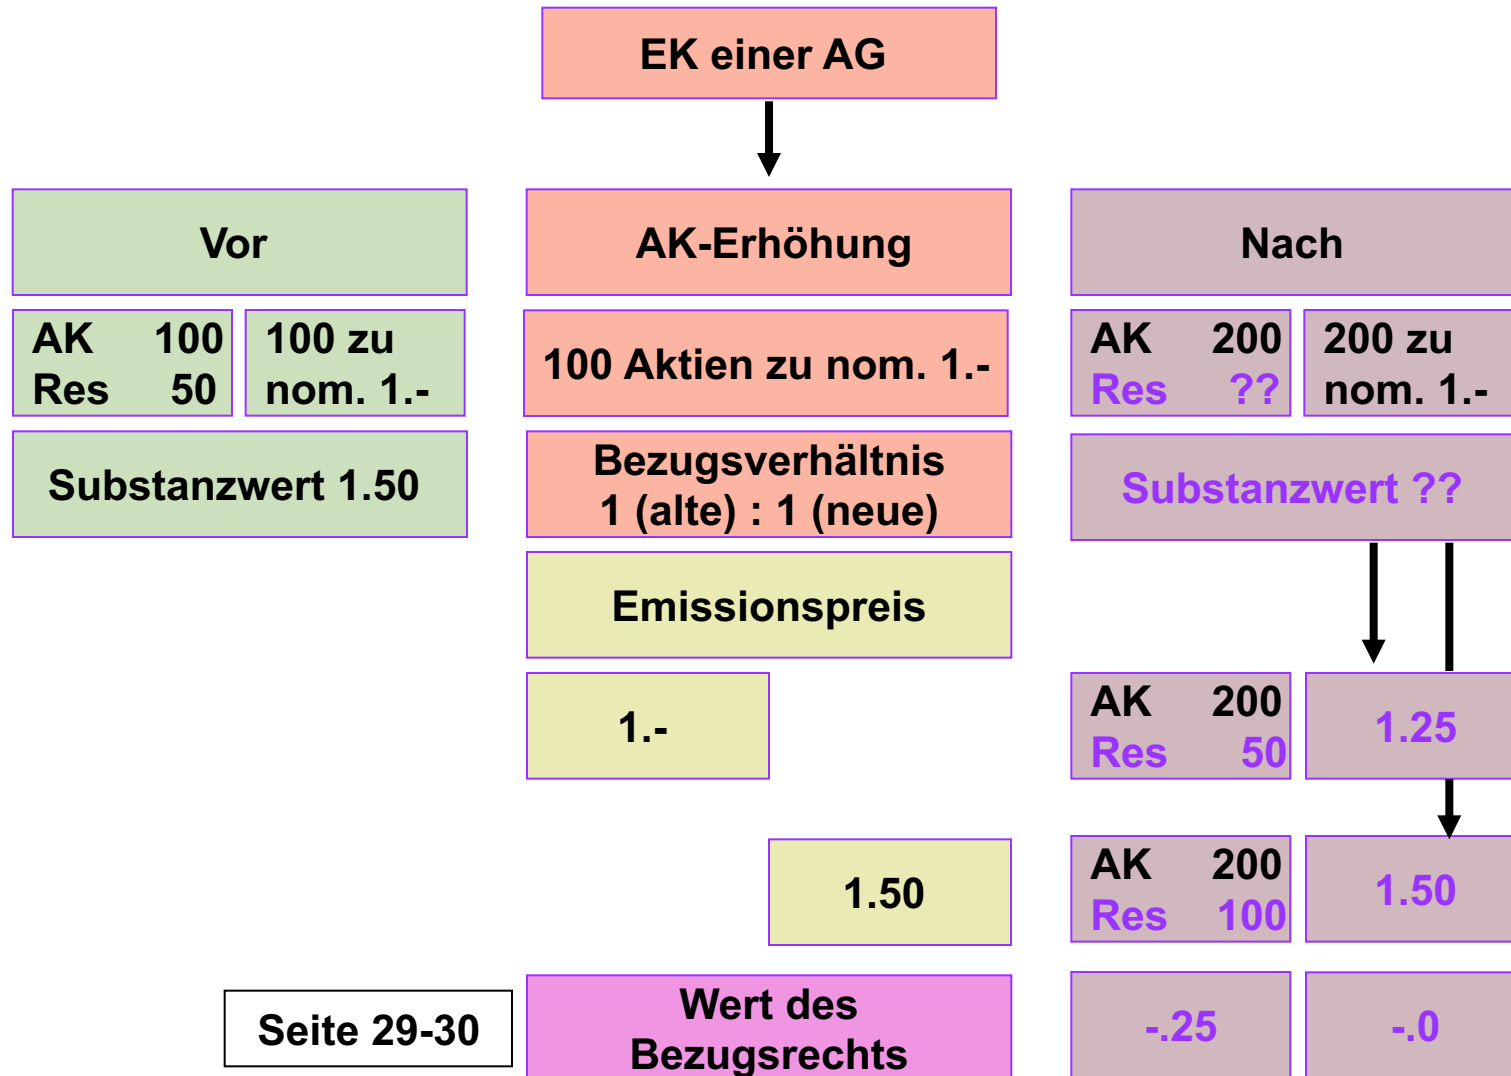 EK einer AG
Vor
AK-Erhöhung
Nach
AK 100
Res 50
100 zu
nom. 1.-
100 Aktien zu nom. 1.-
AK 200
Res ??
200 zu
nom. 1.-
Substanzwert 1.50
Bezugsverhältnis
1 (alte) : 1 (neue)
Substanzwert ??
Emissionspreis
1.-
AK 200
Res 50
1.25
1.50
AK 200
Res 100
1.50
Seite 29-30
Wert des
Bezugsrechts
-.25
-.0